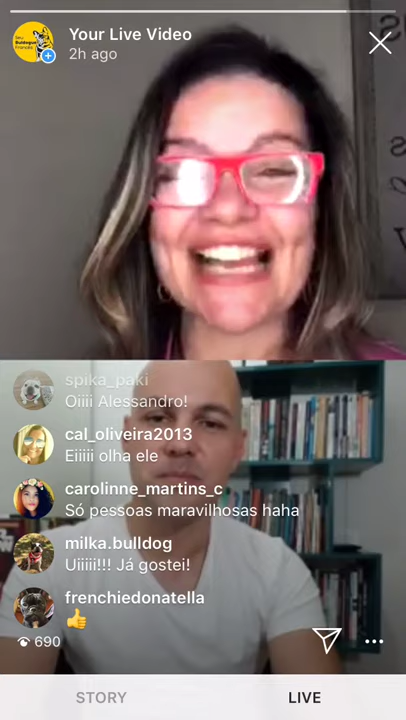 Your Live Video
2h ago
spika_paki
Oiiii Alessandro!
cal_oliveira2013
Eiiiii olha ele
carolinne_martins_c
Só pessoas maravilhosas haha
milka.bulldog
Uiiiii!!! Já gostei!
frenchiedonatella
👍
690
STORY
LIVE